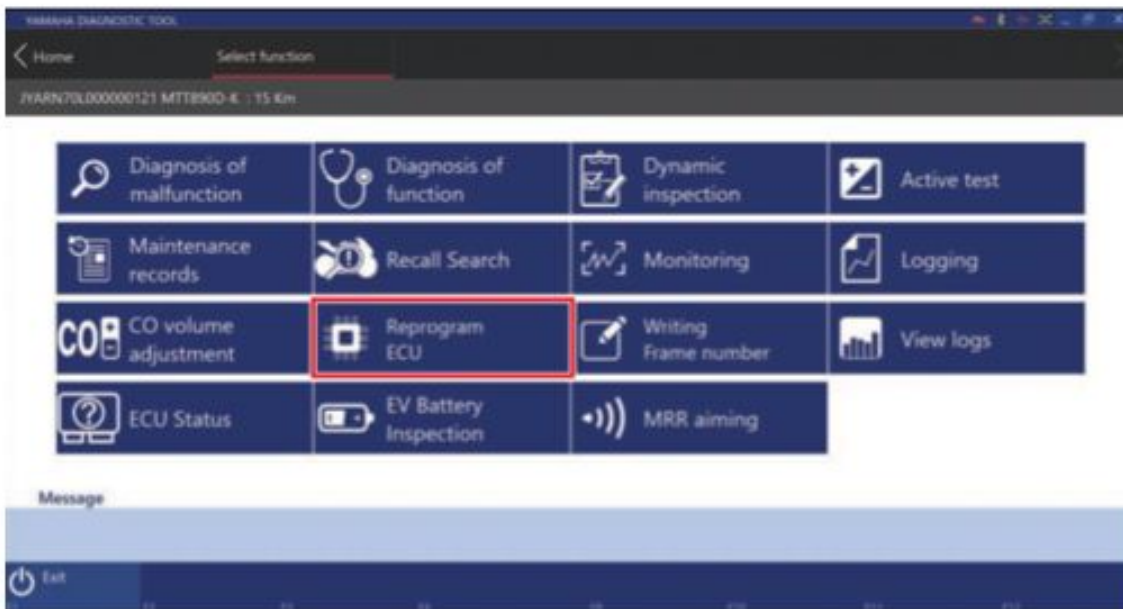 YAMAHA DIAGNOSTIC TOOL
Home
Select function
JYARN70L000000121 MTT890D-K : 15 Km
Diagnosis of
malfunction
Diagnosis of
function
Dynamic
inspection
Active test
Maintenance
records
Recall Search
Monitoring
Logging
CO
CO volume
adjustment
Reprogram
ECU
Writing
Frame number
View logs
ECU Status
EV Battery
Inspection
MRR aiming
Message
Exit